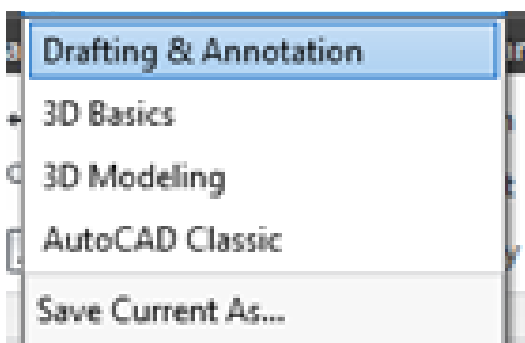 Drafting & Annotation
3D Basics
3D Modeling
AutoCAD Classic
Save Current As...